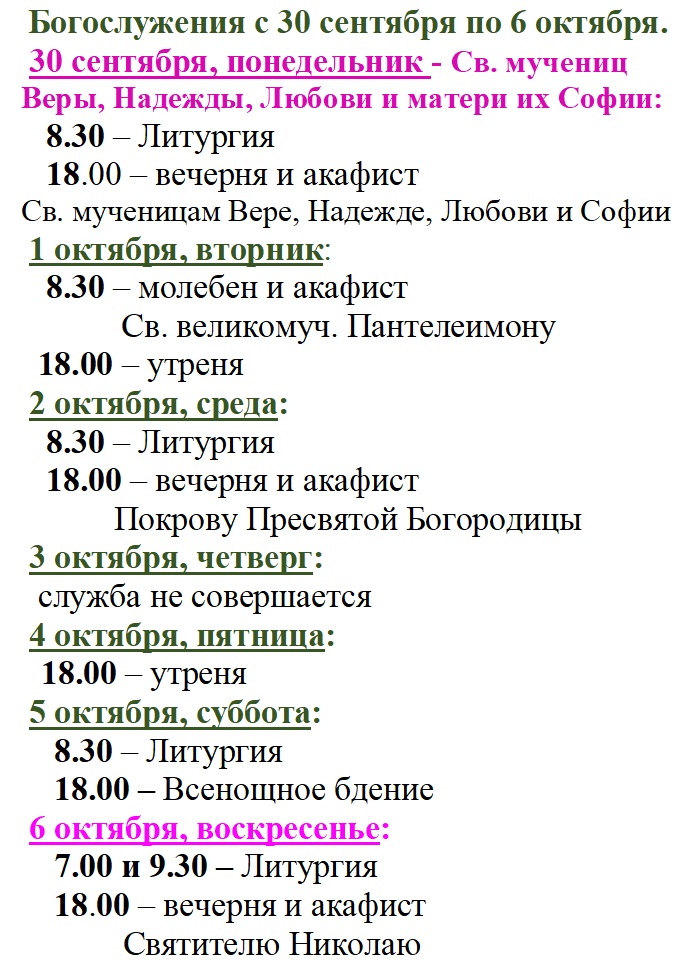 Богослужения с 30 сентября по 6 октября.
30 сентября, понедельник - Св. мучениц
Веры, Надежды, Любови и матери их Софии:
8.30 – Литургия
18.00 – вечерня и акафист
Св. мученицам Вере, Надежде, Любови и Софии
1 октября, вторник:
8.30 – молебен и акафист
Св. великомуч. Пантелеимону
18.00 – утреня
2 октября, среда:
8.30 – Литургия
18.00 – вечерня и акафист
Покрову Пресвятой Богородицы
3 октября, четверг:
служба не совершается
4 октября, пятница:
18.00 – утреня
5 октября, суббота:
8.30 – Литургия
18.00 – Всенощное бдение
6 октября, воскресенье:
7.00 и 9.30 – Литургия
18.00 – вечерня и акафист
Святителю Николаю